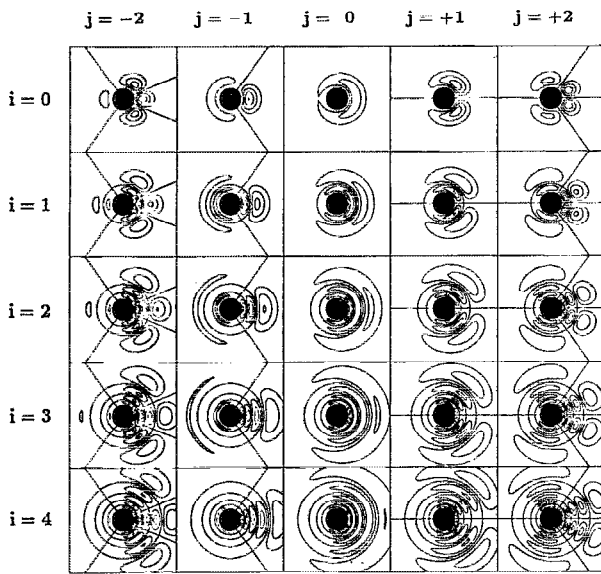 j = −2 j = −1 j = 0 j = +1 j = +2
i = 0
i = 1
i = 2
i = 3
i = 4